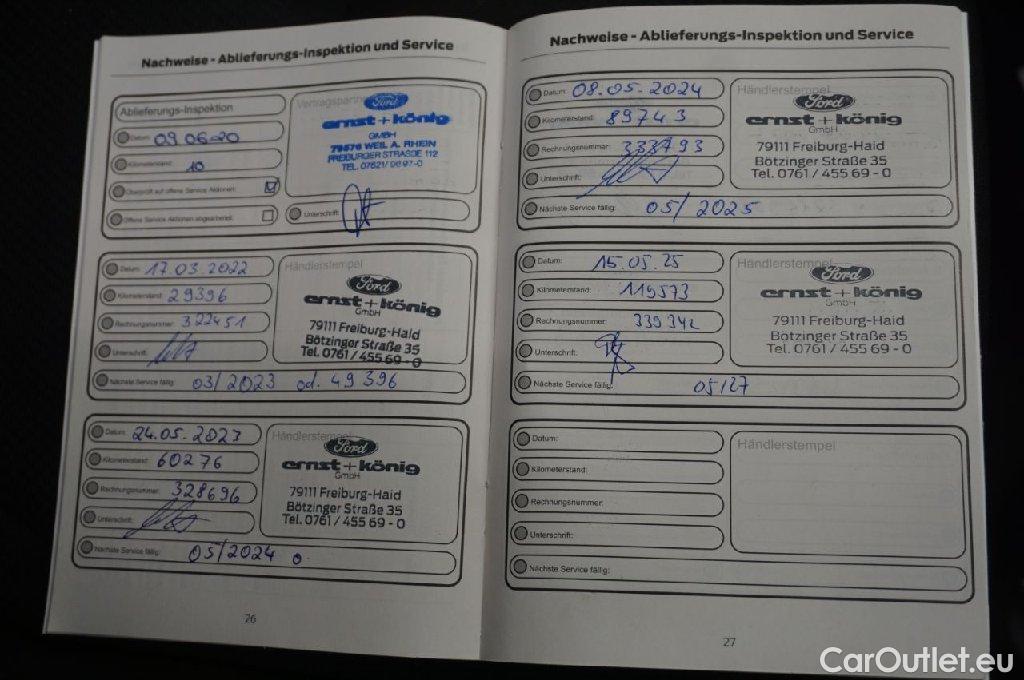 Nachweise - Ablieferungs-Inspektion und Service
Ablieferungs-Inspektion
Datum: 09.06.20
Kilometerstand: 10
Überprüft auf offene Service Aktionen:
Offene Service Aktionen abgearbeitet:
Vertragspartner
Ford
ernst + könig
GMBH
79576 WEIL A. RHEIN
FREIBURGER STRASSE 112
Unterschrift:
Datum: 17.03.2022
Kilometerstand: 29396
Rechnungsnummer: 322451
Unterschrift:
Händlerstempel
Ford
ernst + könig
GmbH
79111 Freiburg-Haid
Bötzinger Straße 35
Tel. 0761 / 455 69 - 0
Nächste Service fällig: 03/2023 od. 49396
Datum: 24.05.2023
Kilometerstand: 60276
Rechnungsnummer: 328696
Unterschrift:
Händlerstempel
Ford
ernst + könig
GmbH
79111 Freiburg-Haid
Bötzinger Straße 35
Tel. 0761 / 455 69 - 0
Nächste Service fällig: 05/2024
26
Nachweise - Ablieferungs-Inspektion und Service
Datum: 08.05.2024
Kilometerstand: 89743
Rechnungsnummer: 333793
Unterschrift:
Händlerstempel
Ford
ernst + könig
GmbH
79111 Freiburg-Haid
Bötzinger Straße 35
Tel. 0761 / 455 69 - 0
Nächste Service fällig: 05/2025
Datum: 15.05.25
Kilometerstand: 119573
Rechnungsnummer: 339342
Unterschrift:
Händlerstempel
Ford
ernst + könig
GmbH
79111 Freiburg-Haid
Bötzinger Straße 35
Tel. 0761 / 455 69 - 0
Nächste Service fällig: 05/27
Datum:
Kilometerstand:
Rechnungsnummer:
Unterschrift:
Händlerstempel
Nächste Service fällig:
27
CarOutlet.eu